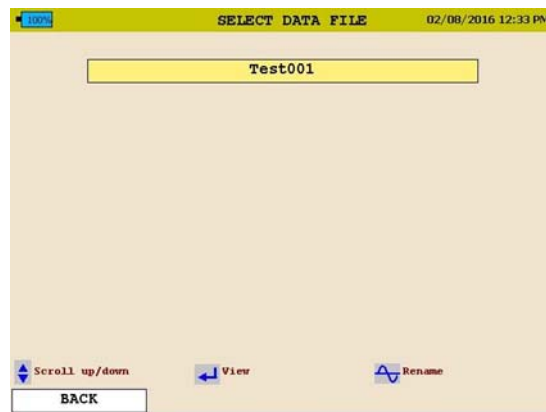 100% SELECT DATA FILE 02/08/2016 12:33 PM
Test001
Scroll up/down View Rename
BACK